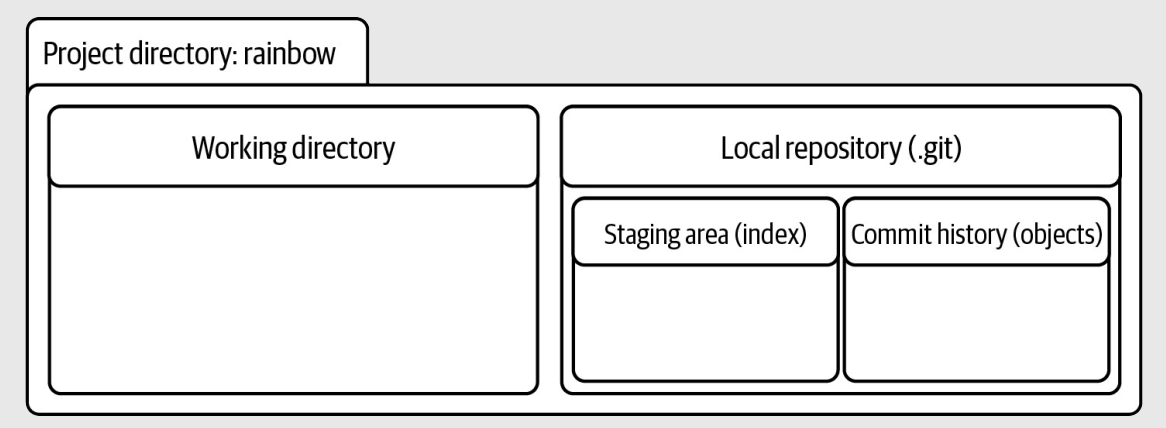 Project directory: rainbow
Working directory
Local repository (.git)
Staging area (index)
Commit history (objects)